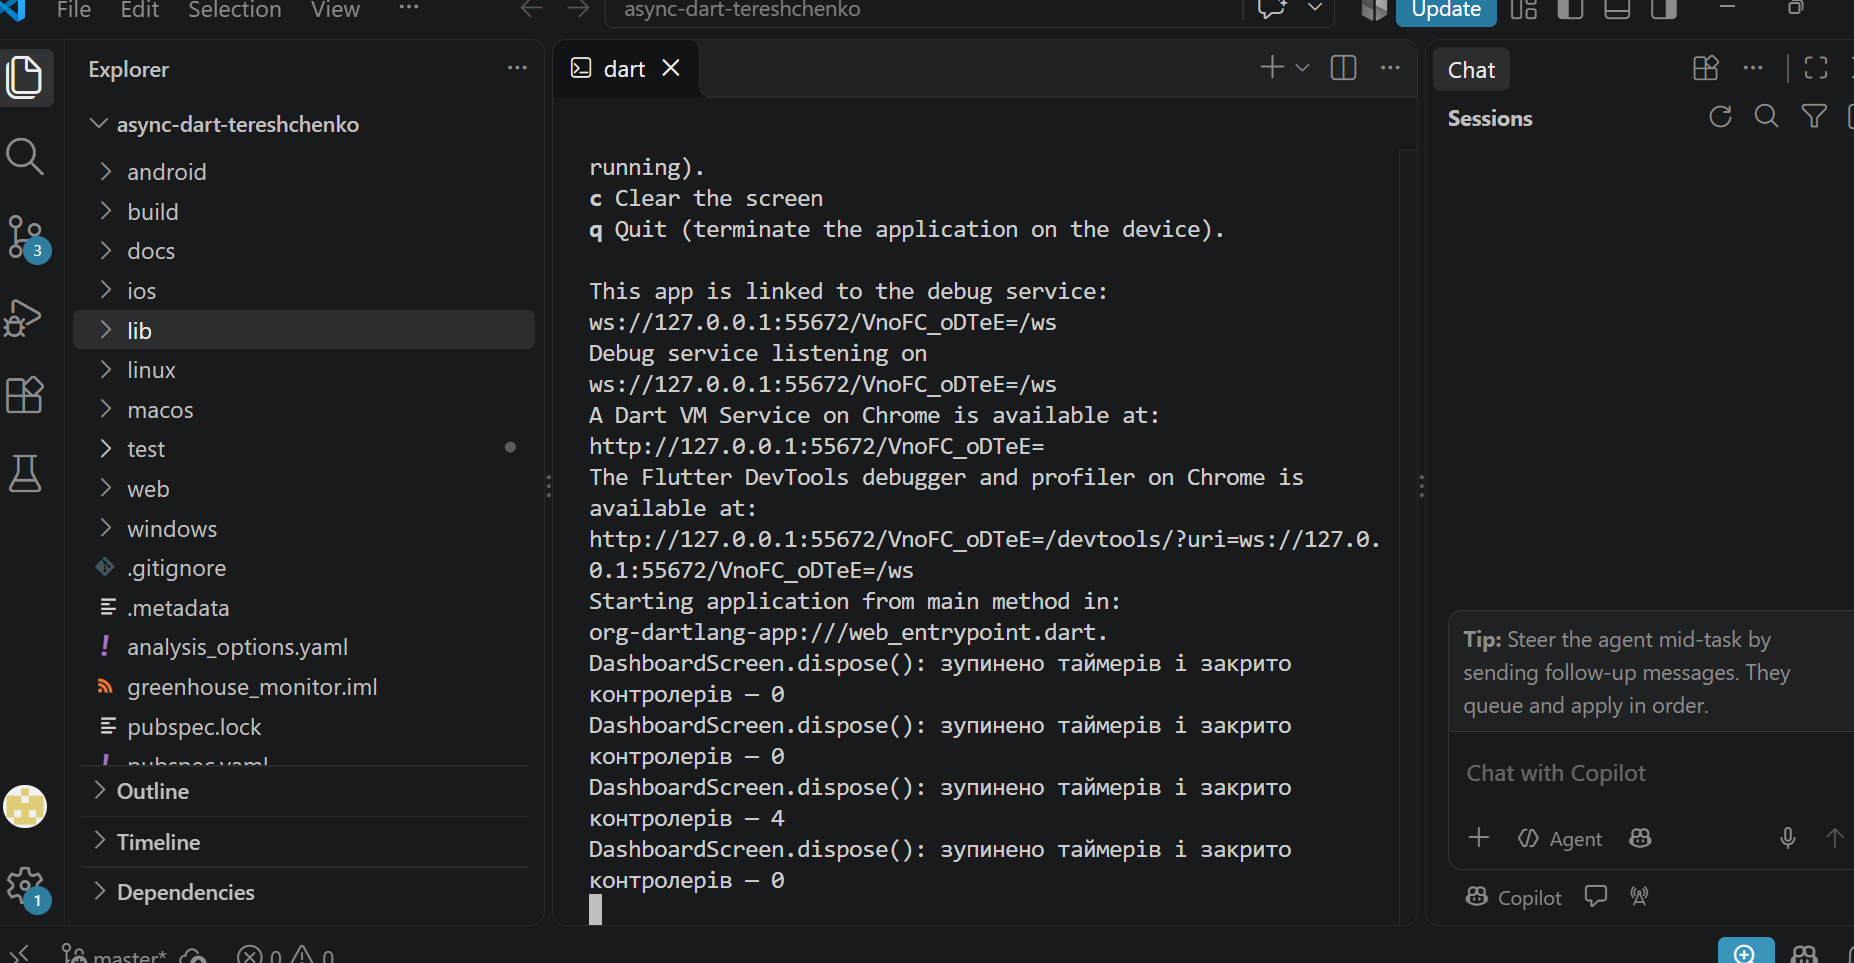 File Edit Selection View ··· async-dart-tereshchenko Update
Explorer ···
async-dart-tereshchenko
android
build
docs
ios
lib
linux
macos
test
web
windows
.gitignore
.metadata
analysis_options.yaml
greenhouse_monitor.iml
pubspec.lock
pubspec.yaml
Outline
Timeline
Dependencies
3
1
dart
running).
c Clear the screen
q Quit (terminate the application on the device).
This app is linked to the debug service:
ws://127.0.0.1:55672/VnoFC_oDTeE=/ws
Debug service listening on
ws://127.0.0.1:55672/VnoFC_oDTeE=/ws
A Dart VM Service on Chrome is available at:
http://127.0.0.1:55672/VnoFC_oDTeE=
The Flutter DevTools debugger and profiler on Chrome is
available at:
http://127.0.0.1:55672/VnoFC_oDTeE=/devtools/?uri=ws://127.0.
0.1:55672/VnoFC_oDTeE=/ws
Starting application from main method in:
org-dartlang-app:///web_entrypoint.dart.
DashboardScreen.dispose(): зупинено таймерів і закрито
контролерів — 0
DashboardScreen.dispose(): зупинено таймерів і закрито
контролерів — 0
DashboardScreen.dispose(): зупинено таймерів і закрито
контролерів — 4
DashboardScreen.dispose(): зупинено таймерів і закрито
контролерів — 0
Chat
Sessions
Tip: Steer the agent mid-task by
sending follow-up messages. They
queue and apply in order.
Chat with Copilot
Agent
Copilot
master* 0 0